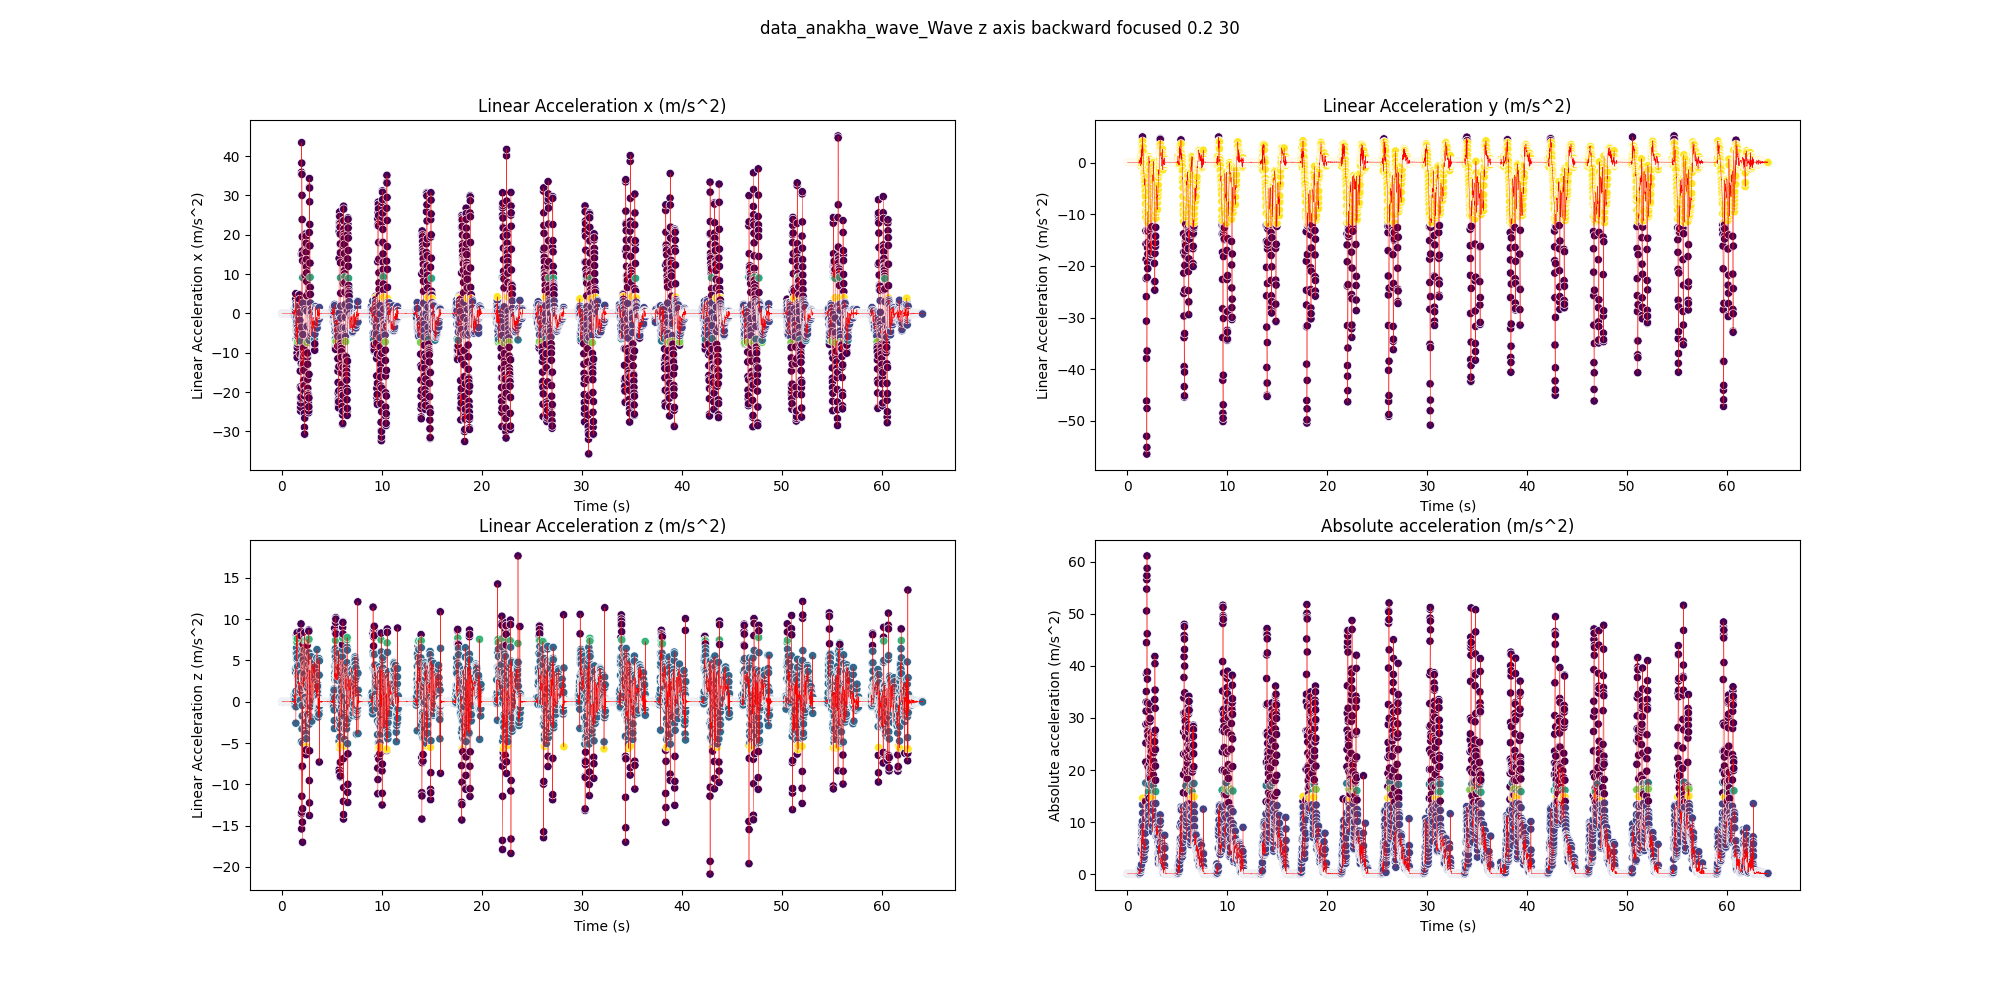 data_anakha_wave_Wave z axis backward focused 0.2 30
Linear Acceleration x (m/s^2)
Linear Acceleration x (m/s^2)
40
30
20
10
0
−10
−20
−30
0 10 20 30 40 50 60
Time (s)
Linear Acceleration y (m/s^2)
Linear Acceleration y (m/s^2)
0
−10
−20
−30
−40
−50
0 10 20 30 40 50 60
Time (s)
Linear Acceleration z (m/s^2)
Linear Acceleration z (m/s^2)
15
10
5
0
−5
−10
−15
−20
0 10 20 30 40 50 60
Time (s)
Absolute acceleration (m/s^2)
Absolute acceleration (m/s^2)
60
50
40
30
20
10
0
0 10 20 30 40 50 60
Time (s)